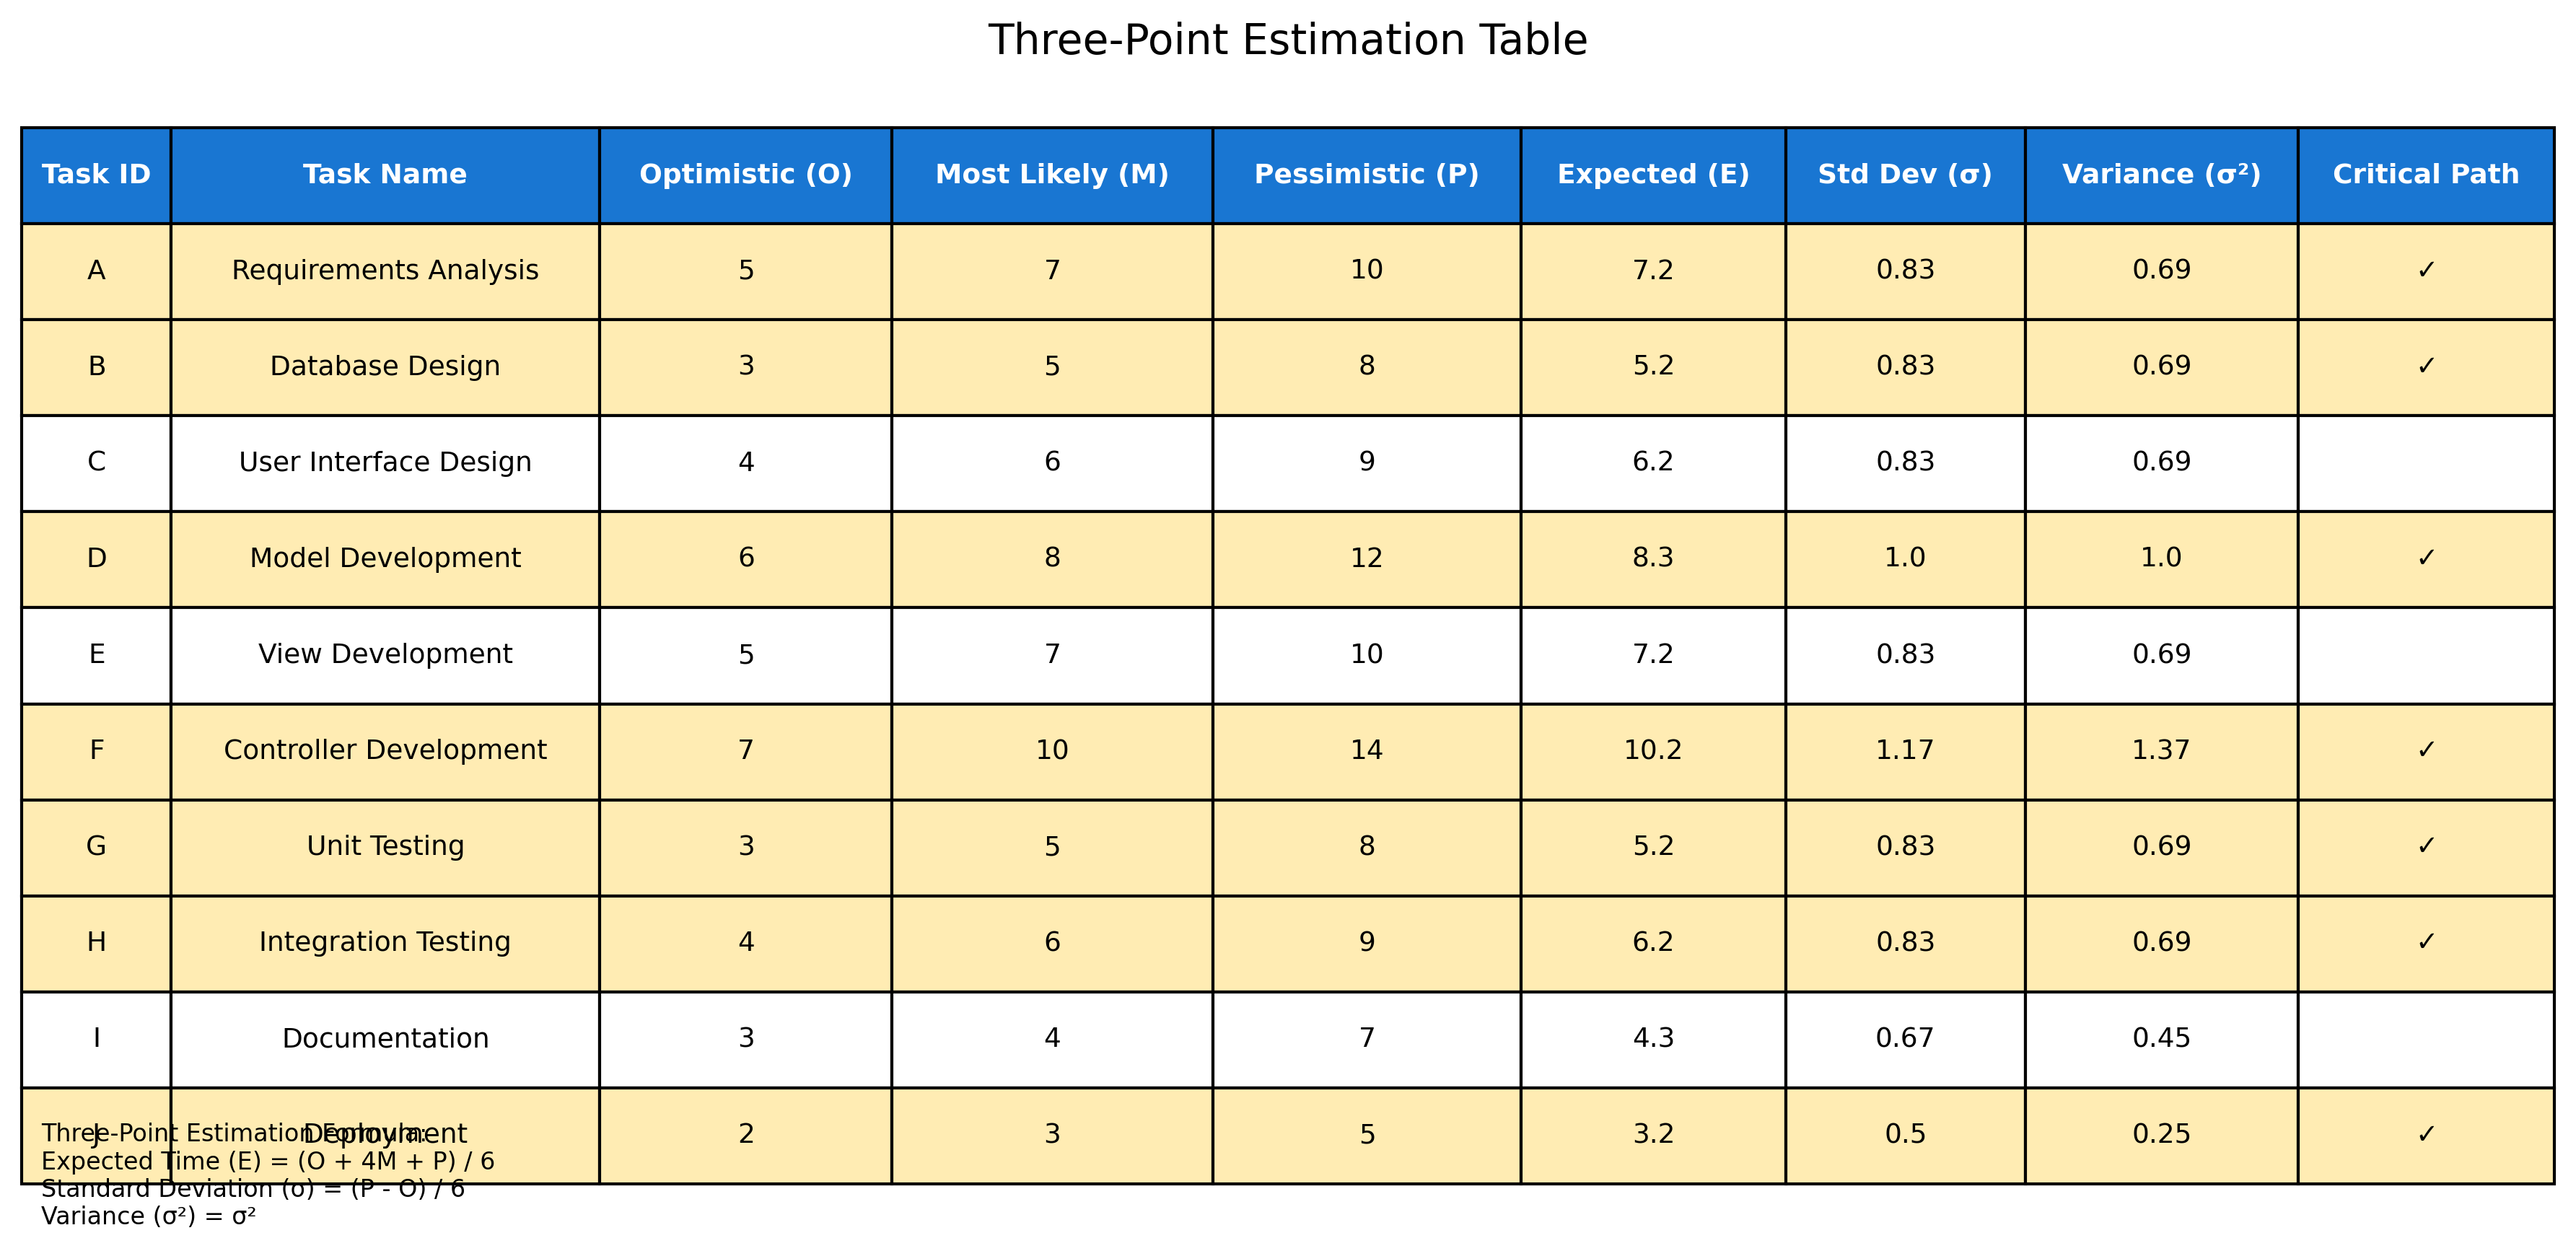 Three-Point Estimation Table
Task ID Task Name Optimistic (O) Most Likely (M) Pessimistic (P) Expected (E) Std Dev (σ) Variance (σ²) Critical Path
A Requirements Analysis 5 7 10 7.2 0.83 0.69 ✓
B Database Design 3 5 8 5.2 0.83 0.69 ✓
C User Interface Design 4 6 9 6.2 0.83 0.69
D Model Development 6 8 12 8.3 1.0 1.0 ✓
E View Development 5 7 10 7.2 0.83 0.69
F Controller Development 7 10 14 10.2 1.17 1.37 ✓
G Unit Testing 3 5 8 5.2 0.83 0.69 ✓
H Integration Testing 4 6 9 6.2 0.83 0.69 ✓
I Documentation 3 4 7 4.3 0.67 0.45
J Deployment 2 3 5 3.2 0.5 0.25 ✓
Three-Point Estimation Formula:
Expected Time (E) = (O + 4M + P) / 6
Standard Deviation (σ) = (P - O) / 6
Variance (σ²) = σ²